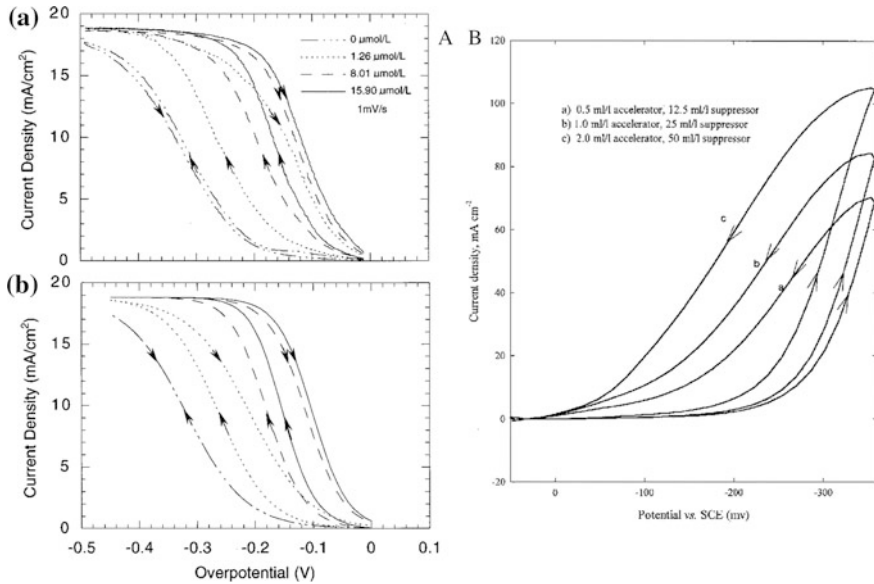 (a)
20
15
10
5
0
Current Density (mA/cm²)
0 µmol/L
1.26 µmol/L
8.01 µmol/L
15.90 µmol/L
1mV/s
(b)
20
15
10
5
0
Current Density (mA/cm²)
-0.5 -0.4 -0.3 -0.2 -0.1 0 0.1
Overpotential (V)
A B
120
100
80
60
40
20
0
-20
Current density, mA cm⁻²
a) 0.5 ml/l accelerator, 12.5 ml/l suppressor
b) 1.0 ml/l accelerator, 25 ml/l suppressor
c) 2.0 ml/l accelerator, 50 ml/l suppressor
c
b
a
0 -100 -200 -300
Potential vs. SCE (mv)